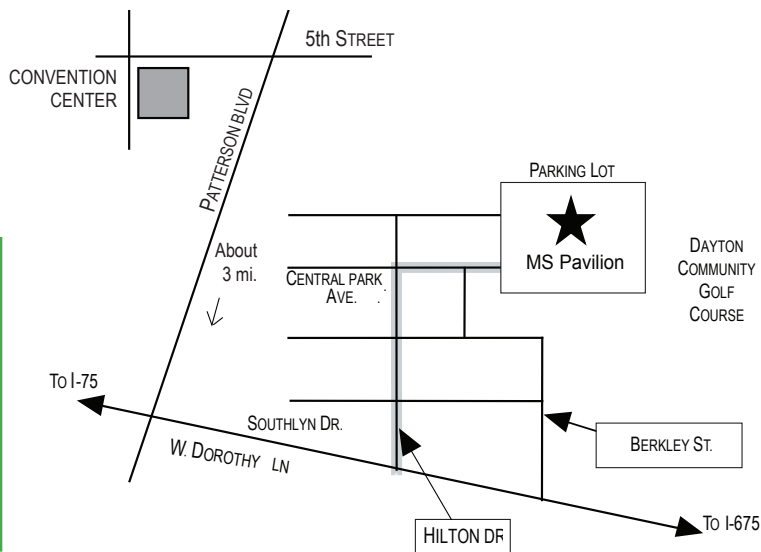 5th STREET
CONVENTION
CENTER
PATTERSON BLVD
PARKING LOT
MS Pavilion
DAYTON
COMMUNITY
GOLF
COURSE
About
3 mi.
CENTRAL PARK
AVE.
TO I-75
SOUTHLYN DR.
W. DOROTHY LN
BERKLEY ST.
HILTON DR
TO I-675